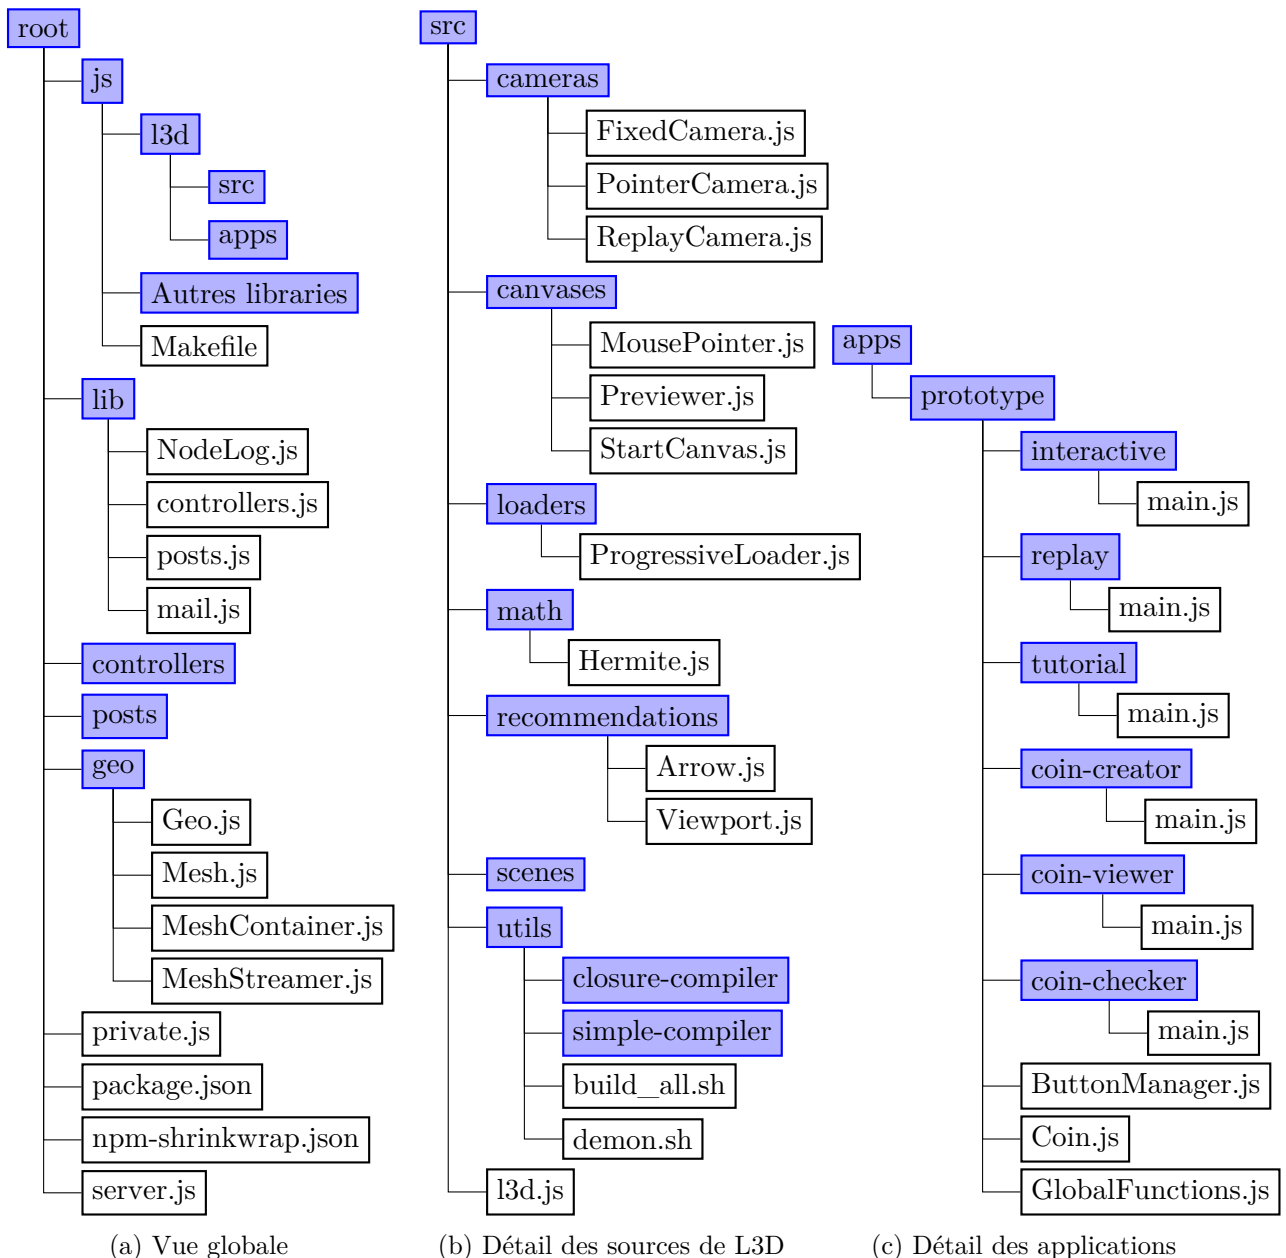 root
js
l3d
src
apps
Autres libraries
Makefile
lib
NodeLog.js
controllers.js
posts.js
mail.js
controllers
posts
geo
Geo.js
Mesh.js
MeshContainer.js
MeshStreamer.js
private.js
package.json
npm-shrinkwrap.json
server.js
(a) Vue globale
src
cameras
FixedCamera.js
PointerCamera.js
ReplayCamera.js
canvases
MousePointer.js
Previewer.js
StartCanvas.js
loaders
ProgressiveLoader.js
math
Hermite.js
recommendations
Arrow.js
Viewport.js
scenes
utils
closure-compiler
simple-compiler
build_all.sh
demon.sh
l3d.js
(b) Détail des sources de L3D
apps
prototype
interactive
main.js
replay
main.js
tutorial
main.js
coin-creator
main.js
coin-viewer
main.js
coin-checker
main.js
ButtonManager.js
Coin.js
GlobalFunctions.js
(c) Détail des applications